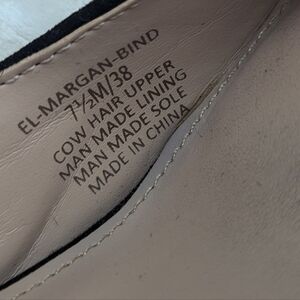 EL-MARGAN-BIND
7½M/38
COW HAIR UPPER
MAN MADE LINING
MAN MADE SOLE
MADE IN CHINA